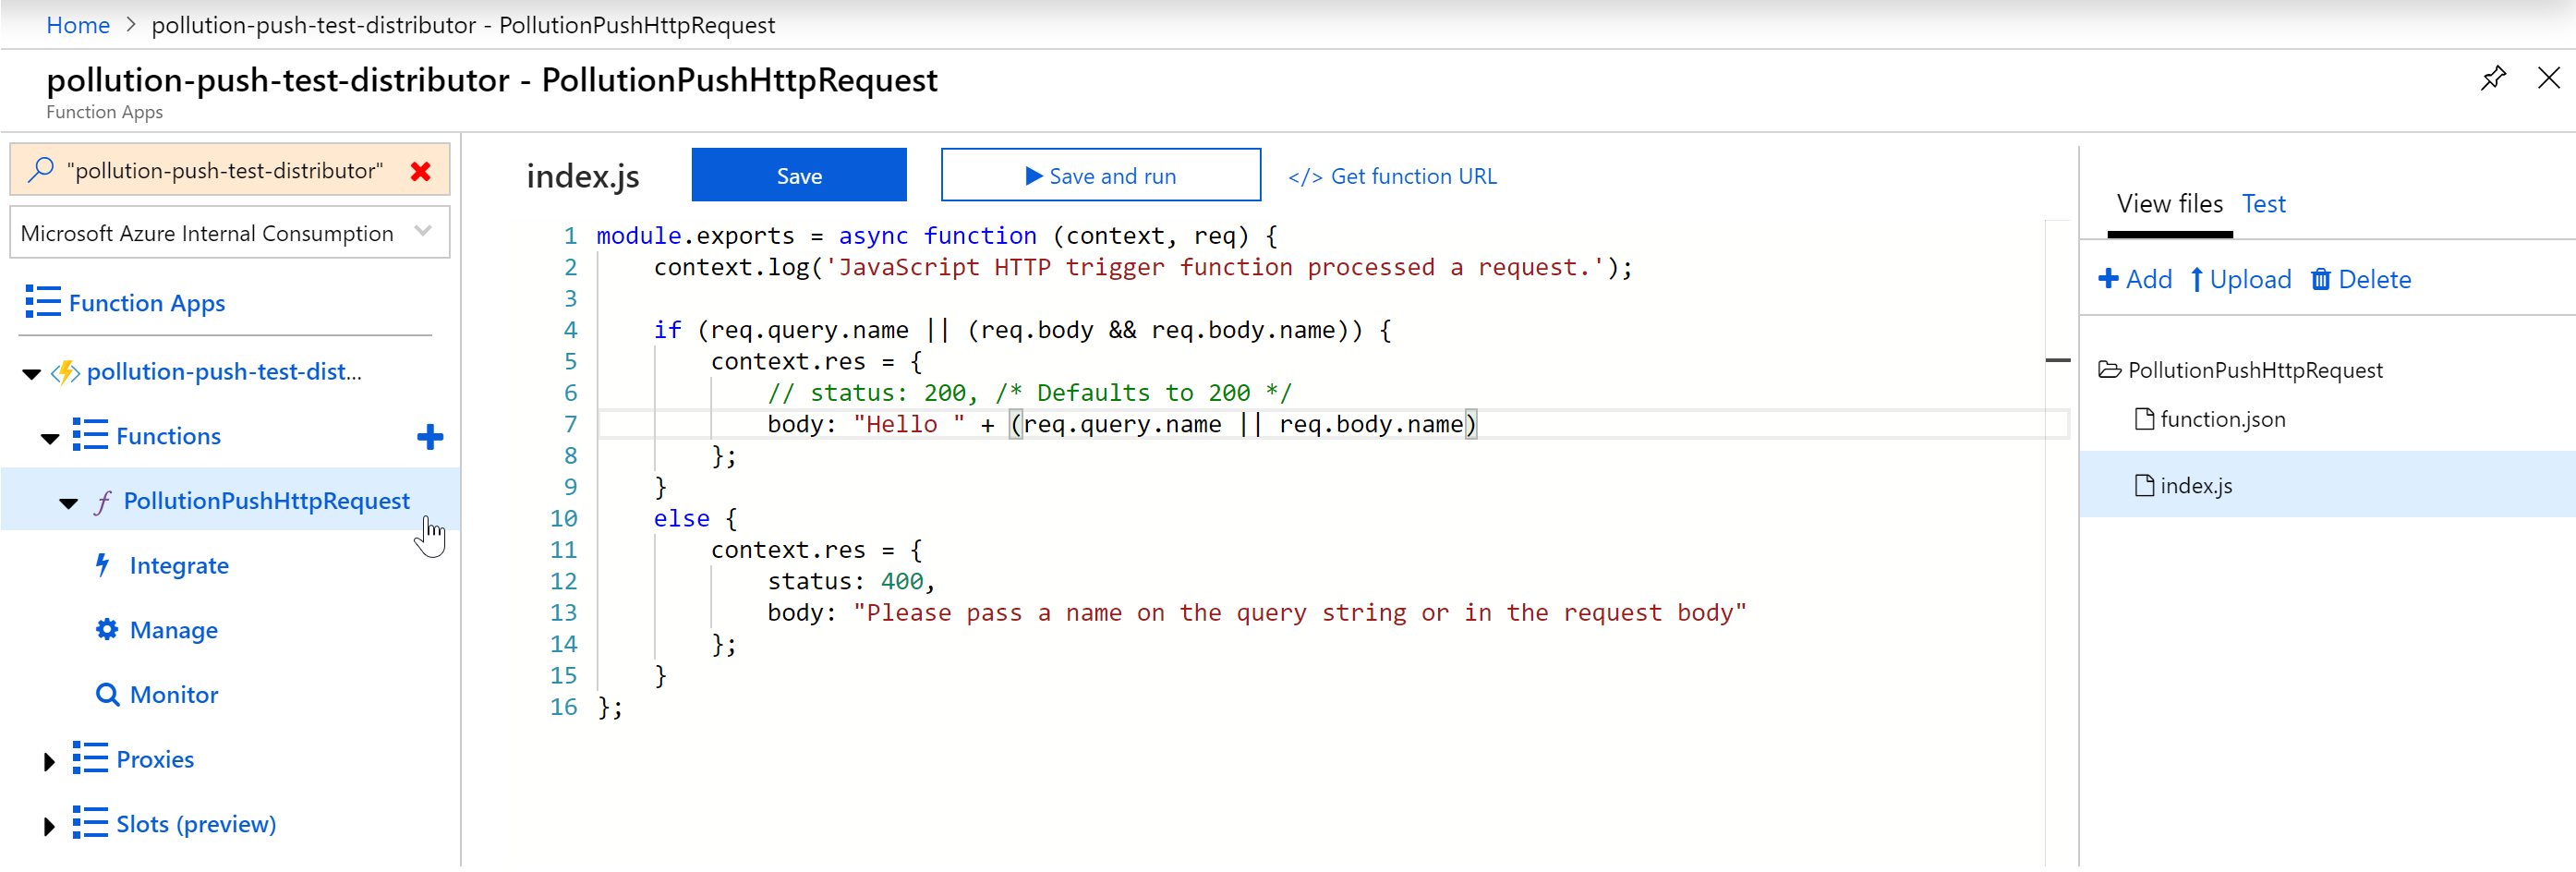 Home > pollution-push-test-distributor - PollutionPushHttpRequest
pollution-push-test-distributor - PollutionPushHttpRequest
Function Apps
"pollution-push-test-distributor"
Microsoft Azure Internal Consumption
Function Apps
pollution-push-test-dist...
Functions
PollutionPushHttpRequest
Integrate
Manage
Monitor
Proxies
Slots (preview)
index.js
Save
Save and run
</> Get function URL
1 module.exports = async function (context, req) {
2     context.log('JavaScript HTTP trigger function processed a request.');
3
4     if (req.query.name || (req.body && req.body.name)) {
5         context.res = {
6             // status: 200, /* Defaults to 200 */
7             body: "Hello " + (req.query.name || req.body.name)
8         };
9     }
10     else {
11         context.res = {
12             status: 400,
13             body: "Please pass a name on the query string or in the request body"
14         };
15     }
16 };
View files Test
Add Upload Delete
PollutionPushHttpRequest
function.json
index.js